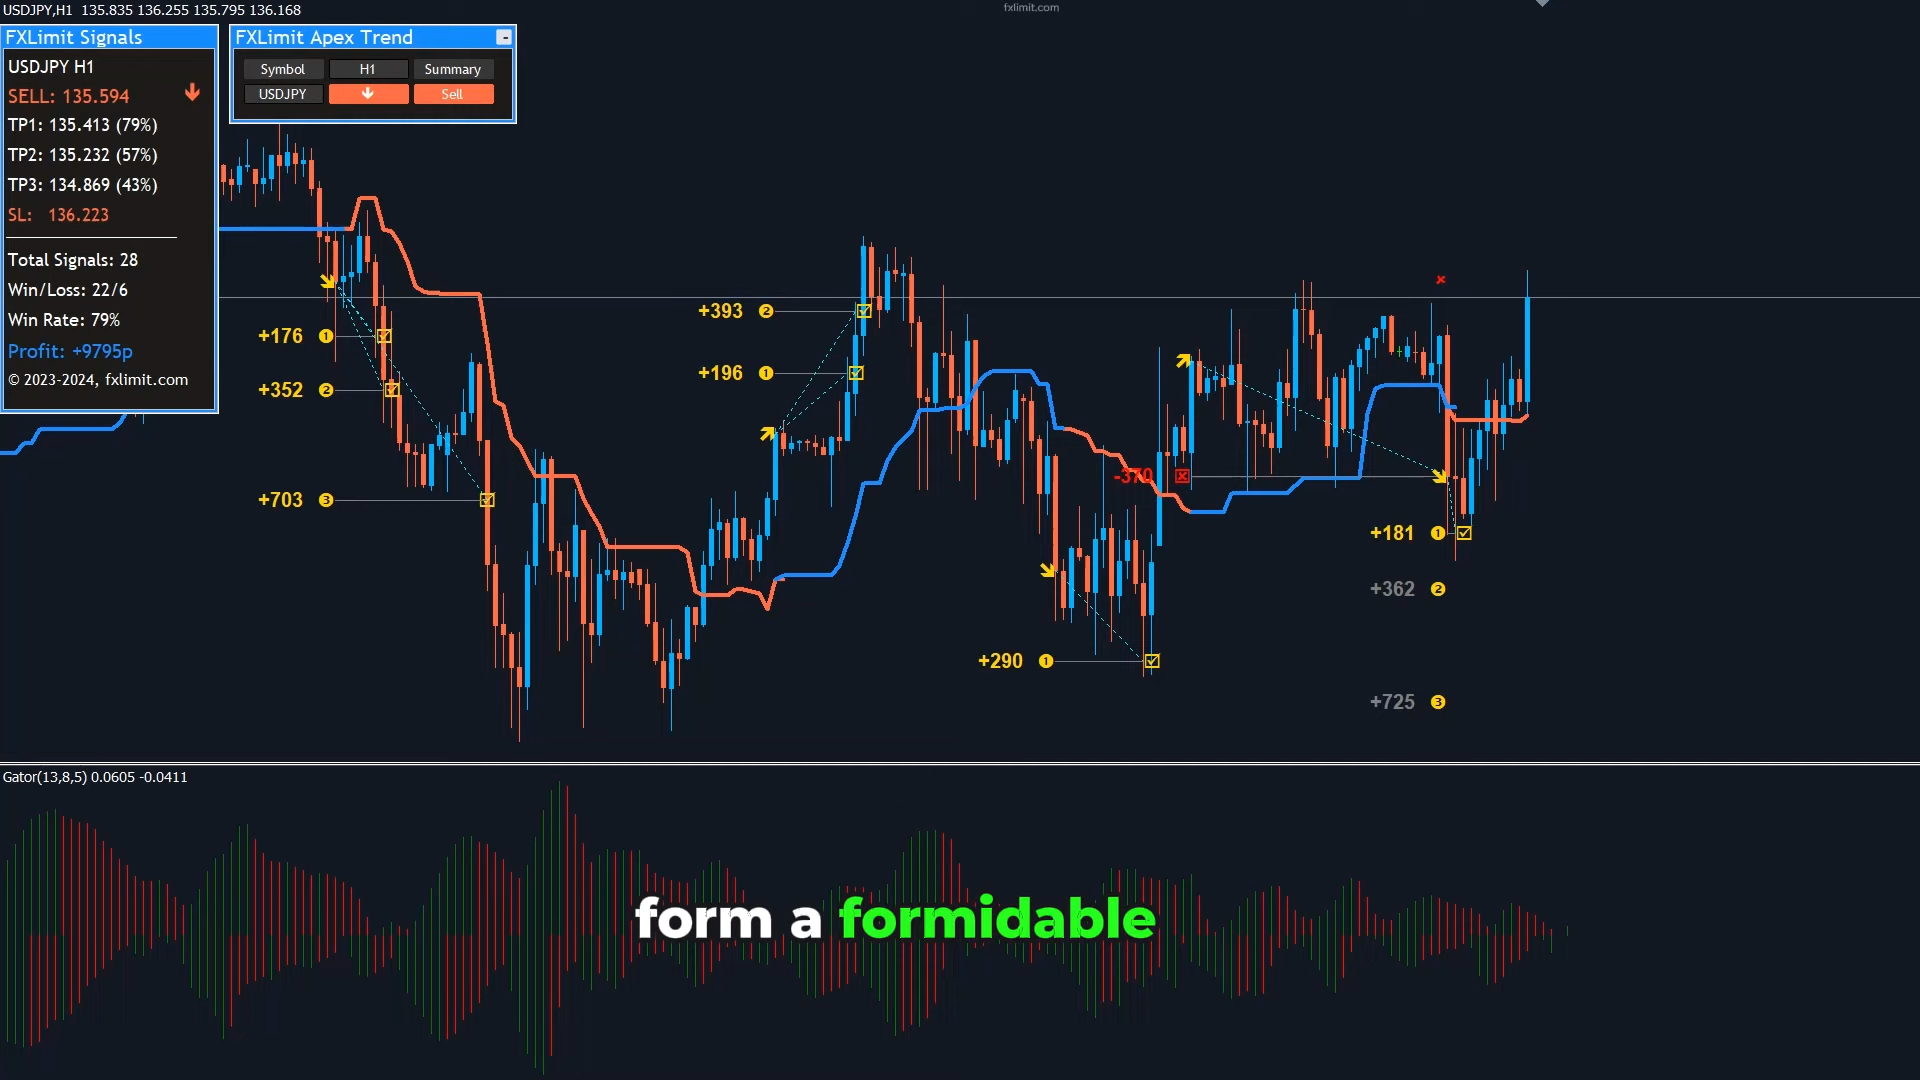 USDJPY,H1 135.835 136.255 135.795 136.168
fxlimit.com
FXLimit Signals
USDJPY H1
SELL: 135.594
TP1: 135.413 (79%)
TP2: 135.232 (57%)
TP3: 134.869 (43%)
SL: 136.223
Total Signals: 28
Win/Loss: 22/6
Win Rate: 79%
Profit: +9795p
© 2023-2024, fxlimit.com
FXLimit Apex Trend
-
Symbol H1 Summary
USDJPY Sell
+176 1
+352 2
+703 3
+393 2
+196 1
+290 1
-370
+181 1
+362 2
+725 3
Gator(13,8,5) 0.0605 -0.0411
form a formidable